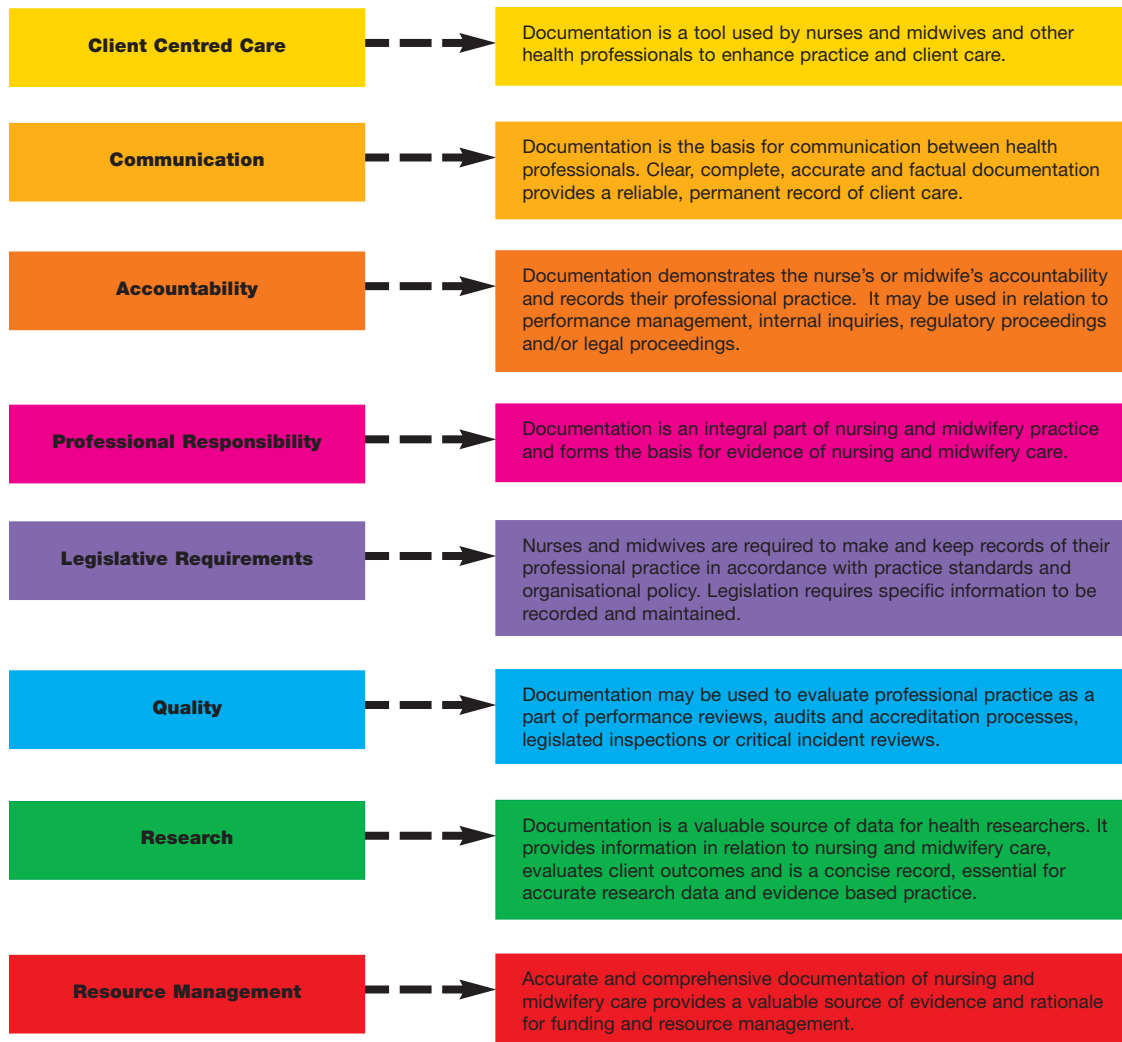 Client Centred Care
Documentation is a tool used by nurses and midwives and other
health professionals to enhance practice and client care.
Communication
Documentation is the basis for communication between health
professionals. Clear, complete, accurate and factual documentation
provides a reliable, permanent record of client care.
Accountability
Documentation demonstrates the nurse’s or midwife’s accountability
and records their professional practice.  It may be used in relation to
performance management, internal inquiries, regulatory proceedings
and/or legal proceedings.
Professional Responsibility
Documentation is an integral part of nursing and midwifery practice
and forms the basis for evidence of nursing and midwifery care.
Legislative Requirements
Nurses and midwives are required to make and keep records of their
professional practice in accordance with practice standards and
organisational policy. Legislation requires specific information to be
recorded and maintained.
Quality
Documentation may be used to evaluate professional practice as a
part of performance reviews, audits and accreditation processes,
legislated inspections or critical incident reviews.
Research
Documentation is a valuable source of data for health researchers. It
provides information in relation to nursing and midwifery care,
evaluates client outcomes and is a concise record, essential for
accurate research data and evidence based practice.
Resource Management
Accurate and comprehensive documentation of nursing and
midwifery care provides a valuable source of evidence and rationale
for funding and resource management.